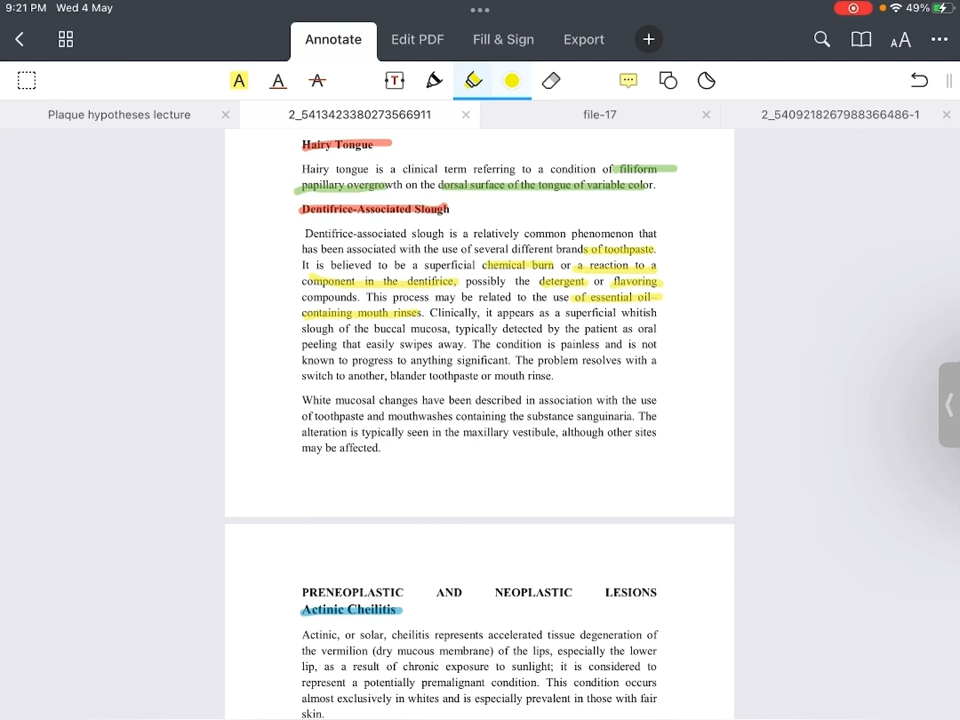 9:21 PM Wed 4 May
49%
Annotate Edit PDF Fill & Sign Export
AA
A A A T
Plaque hypotheses lecture
2_5413423380273566911
file-17
2_5409218267988366486-1
Hairy Tongue
Hairy tongue is a clinical term referring to a condition of filiform
papillary overgrowth on the dorsal surface of the tongue of variable color.
Dentifrice-Associated Slough
Dentifrice-associated slough is a relatively common phenomenon that
has been associated with the use of several different brands of toothpaste.
It is believed to be a superficial chemical burn or a reaction to a
component in the dentifrice, possibly the detergent or flavoring
compounds. This process may be related to the use of essential oil–
containing mouth rinses. Clinically, it appears as a superficial whitish
slough of the buccal mucosa, typically detected by the patient as oral
peeling that easily swipes away. The condition is painless and is not
known to progress to anything significant. The problem resolves with a
switch to another, blander toothpaste or mouth rinse.
White mucosal changes have been described in association with the use
of toothpaste and mouthwashes containing the substance sanguinaria. The
alteration is typically seen in the maxillary vestibule, although other sites
may be affected.
PRENEOPLASTIC AND NEOPLASTIC LESIONS
Actinic Cheilitis
Actinic, or solar, cheilitis represents accelerated tissue degeneration of
the vermilion (dry mucous membrane) of the lips, especially the lower
lip, as a result of chronic exposure to sunlight; it is considered to
represent a potentially premalignant condition. This condition occurs
almost exclusively in whites and is especially prevalent in those with fair
skin.